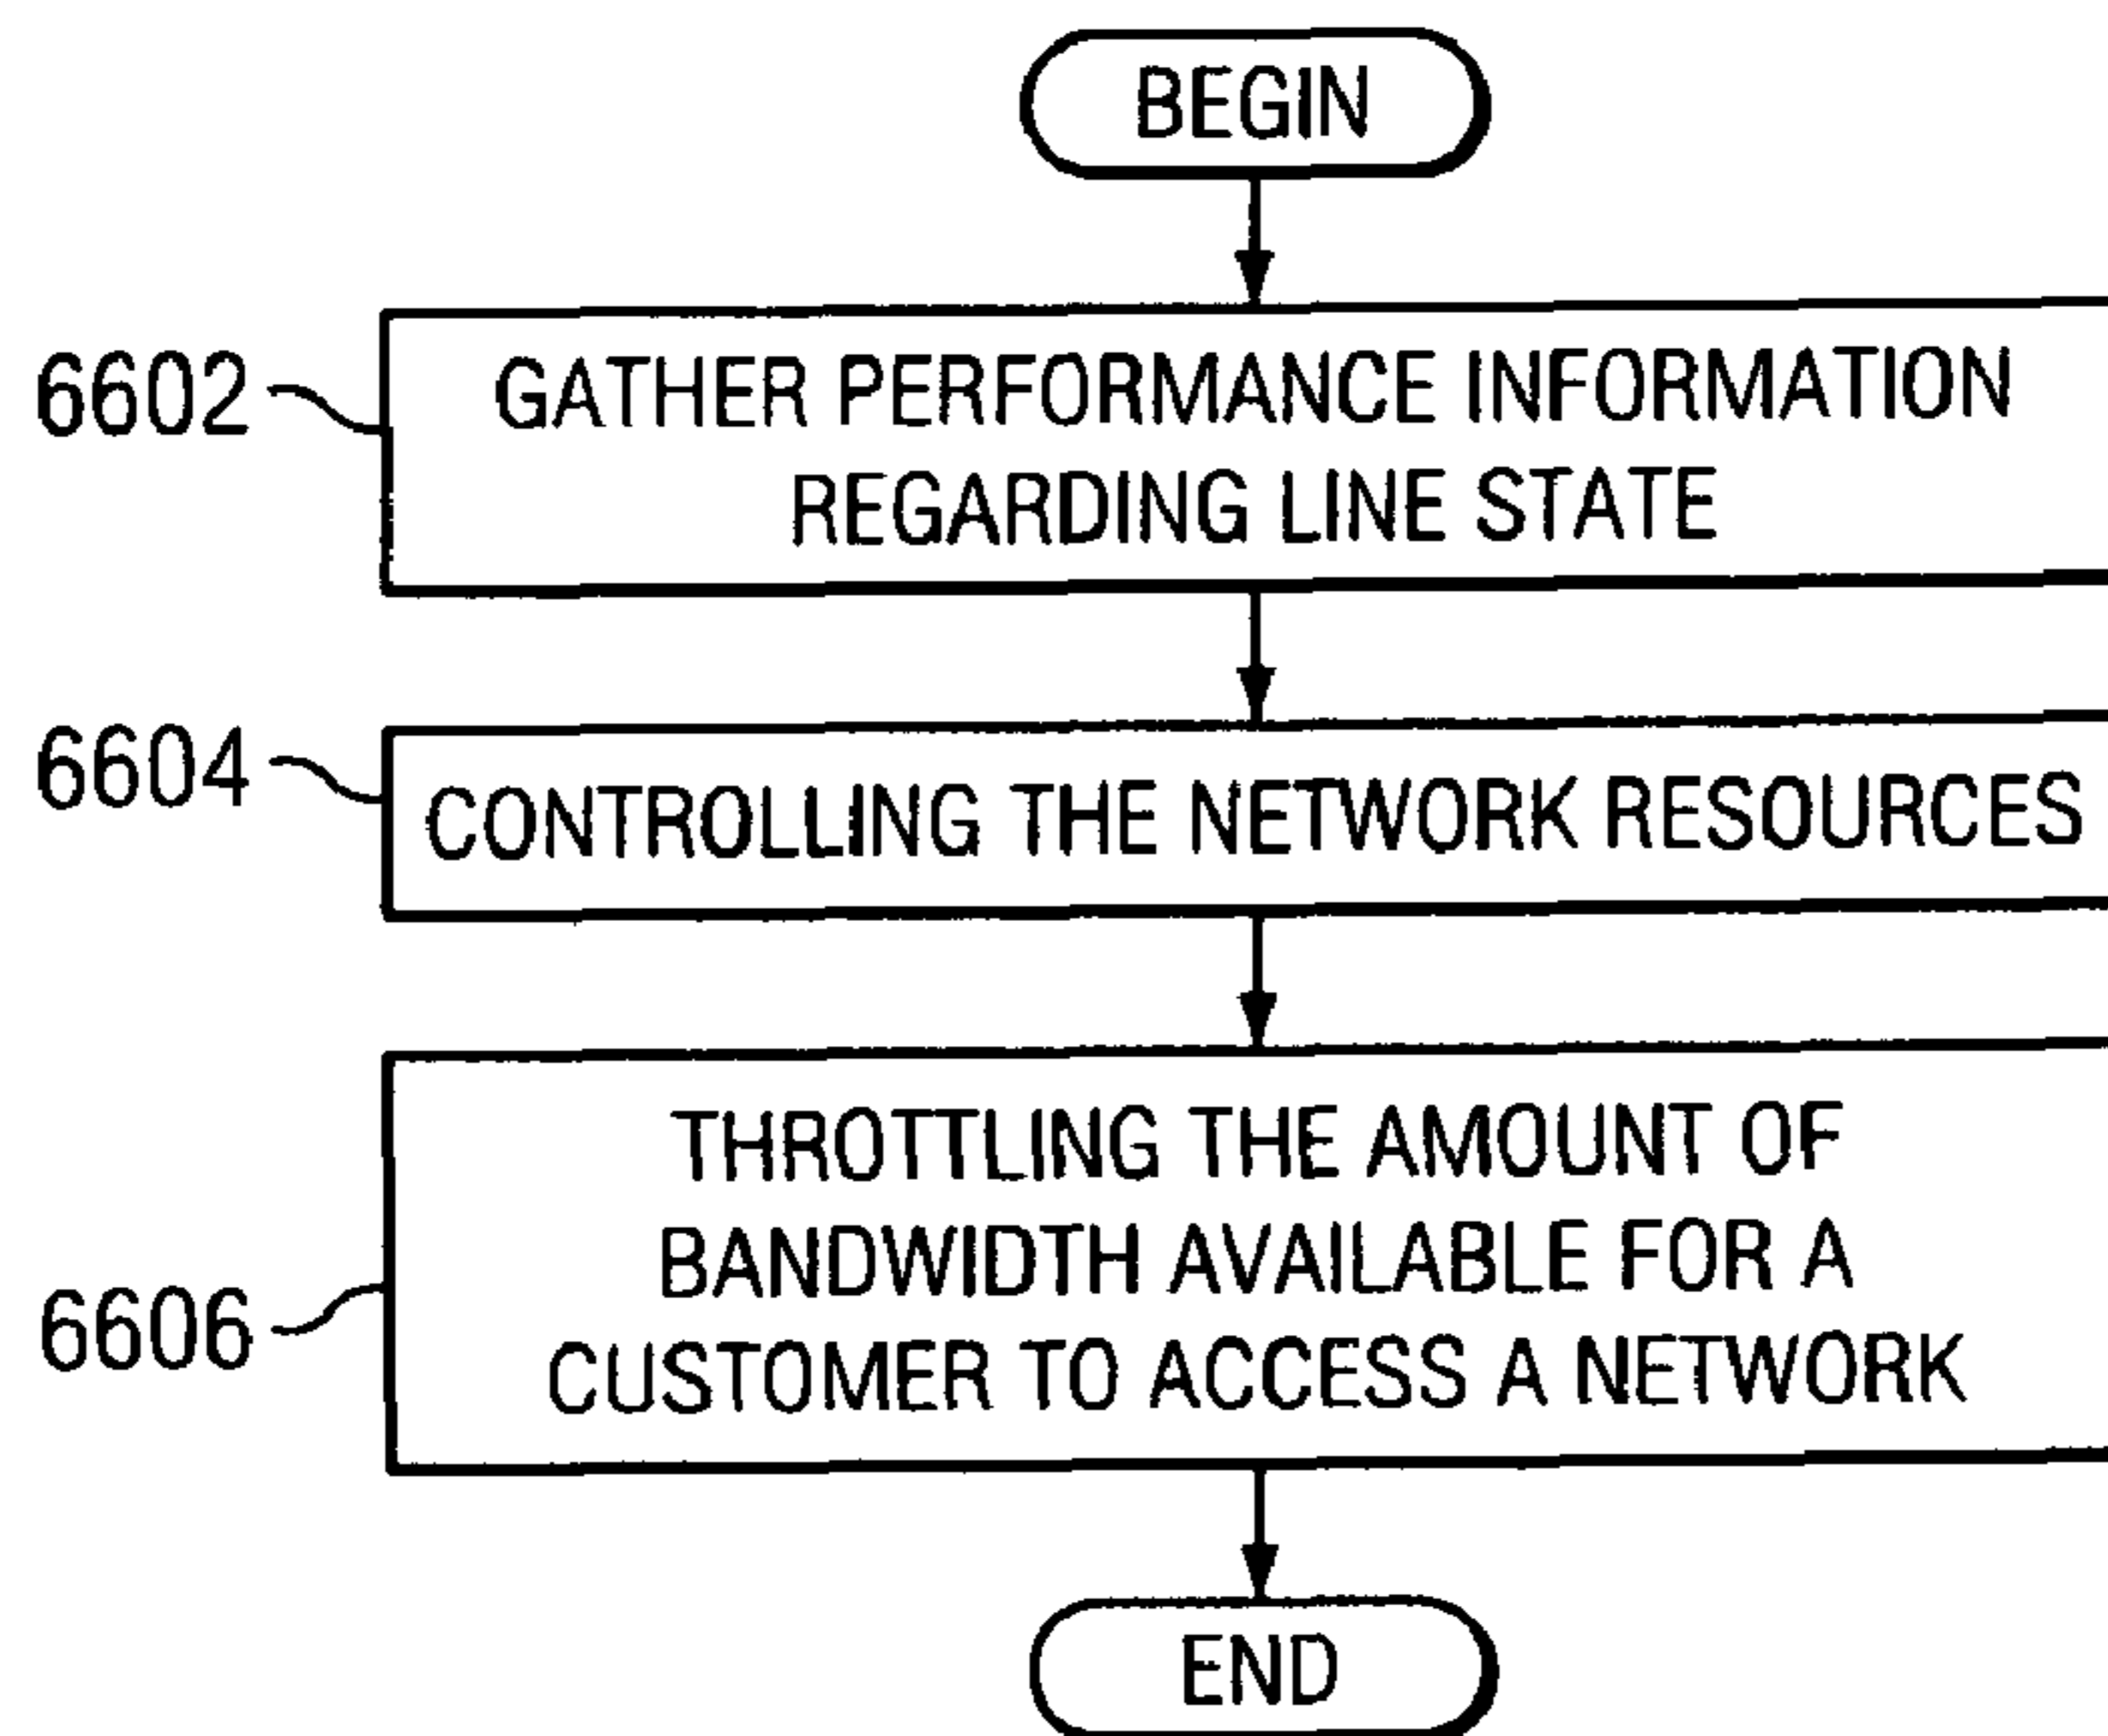 BEGIN
6602
GATHER PERFORMANCE INFORMATION
REGARDING LINE STATE
6604
CONTROLLING THE NETWORK RESOURCES
6606
THROTTLING THE AMOUNT OF
BANDWIDTH AVAILABLE FOR A
CUSTOMER TO ACCESS A NETWORK
END